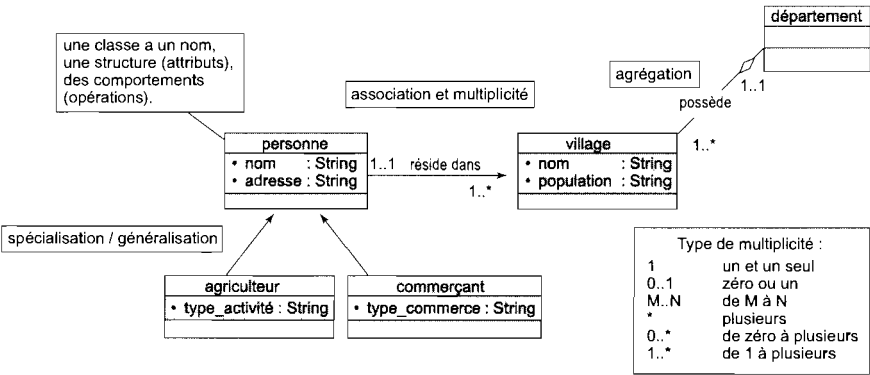 département
une classe a un nom,
une structure (attributs),
des comportements
(opérations).
agrégation
1..1
possède
association et multiplicité
personne
• nom : String
• adresse : String
1..1 réside dans
1..*
village
• nom : String
• population : String
1..*
spécialisation / généralisation
agriculteur
• type_activité : String
commerçant
• type_commerce : String
Type de multiplicité :
1 un et un seul
0..1 zéro ou un
M..N de M à N
* plusieurs
0..* de zéro à plusieurs
1..* de 1 à plusieurs